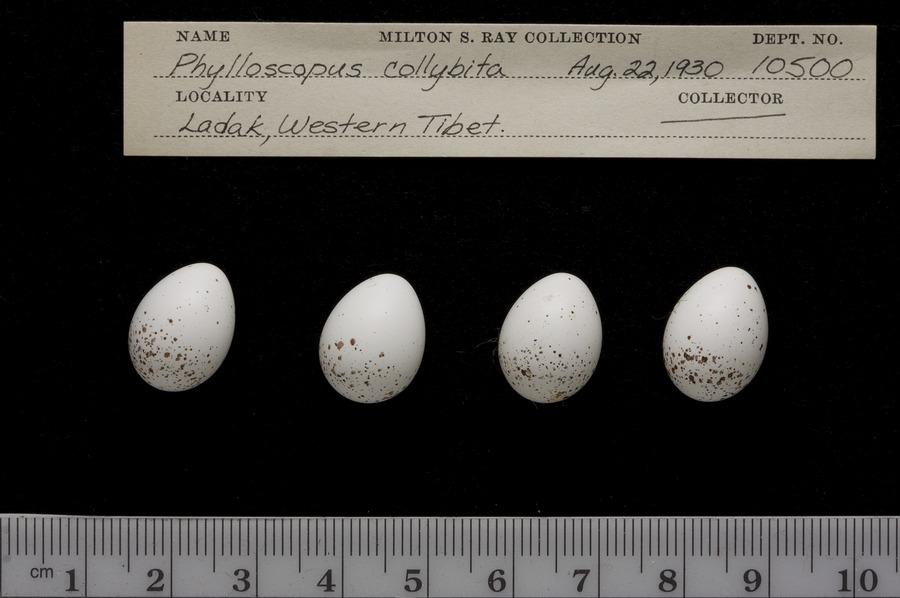 NAME MILTON S. RAY COLLECTION DEPT. NO.
Phylloscopus collybita Aug. 22, 1930 10500
LOCALITY COLLECTOR
Ladak, Western Tibet.
cm 1 2 3 4 5 6 7 8 9 10